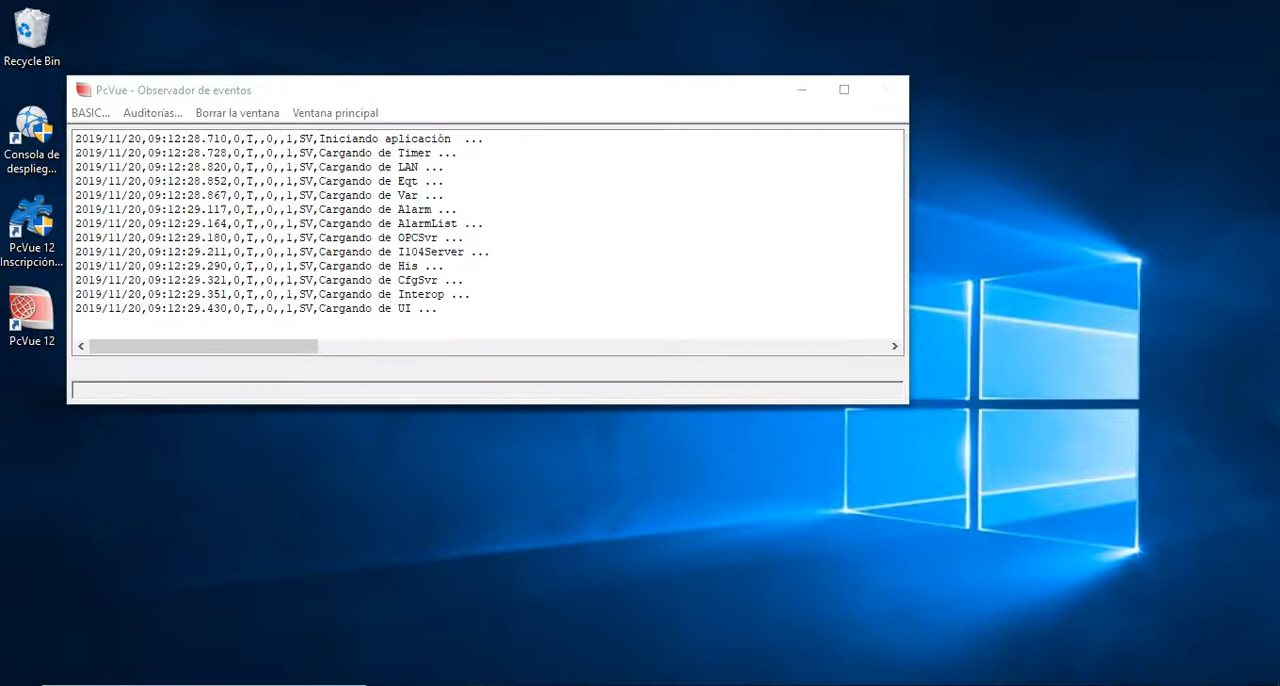 Recycle Bin
Consola de
desplieg...
PcVue 12
Inscripción...
PcVue 12
PcVue - Observador de eventos
BASIC... Auditorías... Borrar la ventana Ventana principal
2019/11/20,09:12:28.710,0,T,,0,,1,SV,Iniciando aplicación ...
2019/11/20,09:12:28.728,0,T,,0,,1,SV,Cargando de Timer ...
2019/11/20,09:12:28.820,0,T,,0,,1,SV,Cargando de LAN ...
2019/11/20,09:12:28.852,0,T,,0,,1,SV,Cargando de Eqt ...
2019/11/20,09:12:28.867,0,T,,0,,1,SV,Cargando de Var ...
2019/11/20,09:12:29.117,0,T,,0,,1,SV,Cargando de Alarm ...
2019/11/20,09:12:29.164,0,T,,0,,1,SV,Cargando de AlarmList ...
2019/11/20,09:12:29.180,0,T,,0,,1,SV,Cargando de OPCSvr ...
2019/11/20,09:12:29.211,0,T,,0,,1,SV,Cargando de I104Server ...
2019/11/20,09:12:29.290,0,T,,0,,1,SV,Cargando de His ...
2019/11/20,09:12:29.321,0,T,,0,,1,SV,Cargando de CfgSvr ...
2019/11/20,09:12:29.351,0,T,,0,,1,SV,Cargando de Interop ...
2019/11/20,09:12:29.430,0,T,,0,,1,SV,Cargando de UI ...